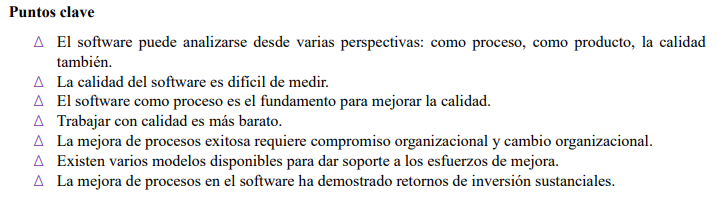 Puntos clave
Δ El software puede analizarse desde varias perspectivas: como proceso, como producto, la calidad
también.
Δ La calidad del software es difícil de medir.
Δ El software como proceso es el fundamento para mejorar la calidad.
Δ Trabajar con calidad es más barato.
Δ La mejora de procesos exitosa requiere compromiso organizacional y cambio organizacional.
Δ Existen varios modelos disponibles para dar soporte a los esfuerzos de mejora.
Δ La mejora de procesos en el software ha demostrado retornos de inversión sustanciales.